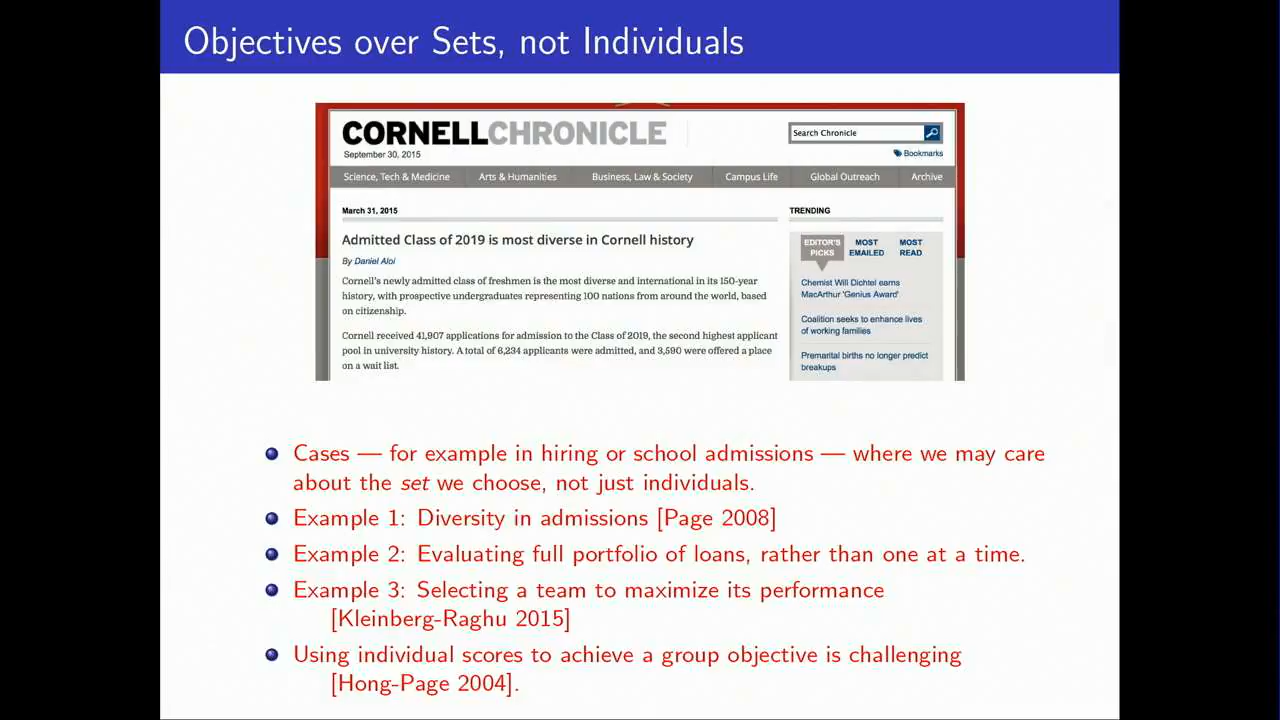 Objectives over Sets, not Individuals
CORNELLCHRONICLE
September 30, 2015
Search Chronicle
Bookmarks
Science, Tech & Medicine
Arts & Humanities
Business, Law & Society
Campus Life
Global Outreach
Archive
March 31, 2015
Admitted Class of 2019 is most diverse in Cornell history
By Daniel Aloi
Cornell's newly admitted class of freshmen is the most diverse and international in its 150-year
history, with prospective undergraduates representing 100 nations from around the world, based
on citizenship.
Cornell received 41,907 applications for admission to the Class of 2019, the second highest applicant
pool in university history. A total of 6,234 applicants were admitted, and 3,590 were offered a place
on a wait list.
TRENDING
EDITOR'S
PICKS
MOST
EMAILED
MOST
READ
Chemist Will Dichtel earns
MacArthur 'Genius Award'
Coalition seeks to enhance lives
of working families
Premarital births no longer predict
breakups
Cases — for example in hiring or school admissions — where we may care
about the set we choose, not just individuals.
Example 1: Diversity in admissions [Page 2008]
Example 2: Evaluating full portfolio of loans, rather than one at a time.
Example 3: Selecting a team to maximize its performance
[Kleinberg-Raghu 2015]
Using individual scores to achieve a group objective is challenging
[Hong-Page 2004].